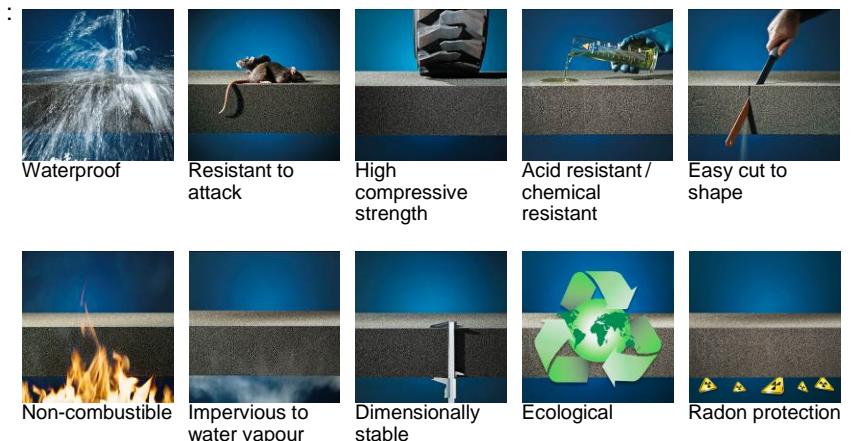 :
Waterproof
Resistant to
attack
High
compressive
strength
Acid resistant/
chemical
resistant
Easy cut to
shape
Non-combustible
Impervious to
water vapour
Dimensionally
stable
Ecological
Radon protection